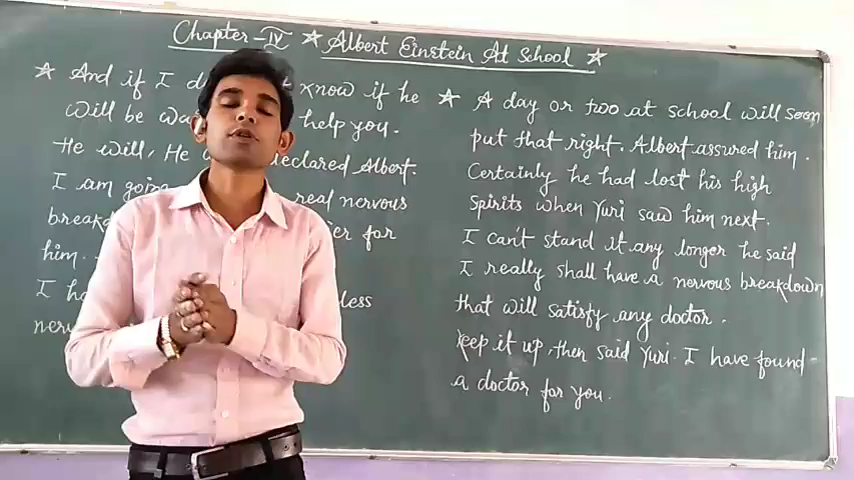 Chapter-IV ★ Albert Einstein At School ★
★ And if I know if he
will be help you.
He will, He declared Albert.
I am going real nervous
for
him.
I less
★ A day or two at school will soon
put that right. Albert assured him.
Certainly he had lost his high
Spirits when Yuri saw him next.
I can't stand it any longer he said
I really shall have a nervous breakdown
that will satisfy any doctor.
keep it up, then said Yuri. I have found
a doctor for you.